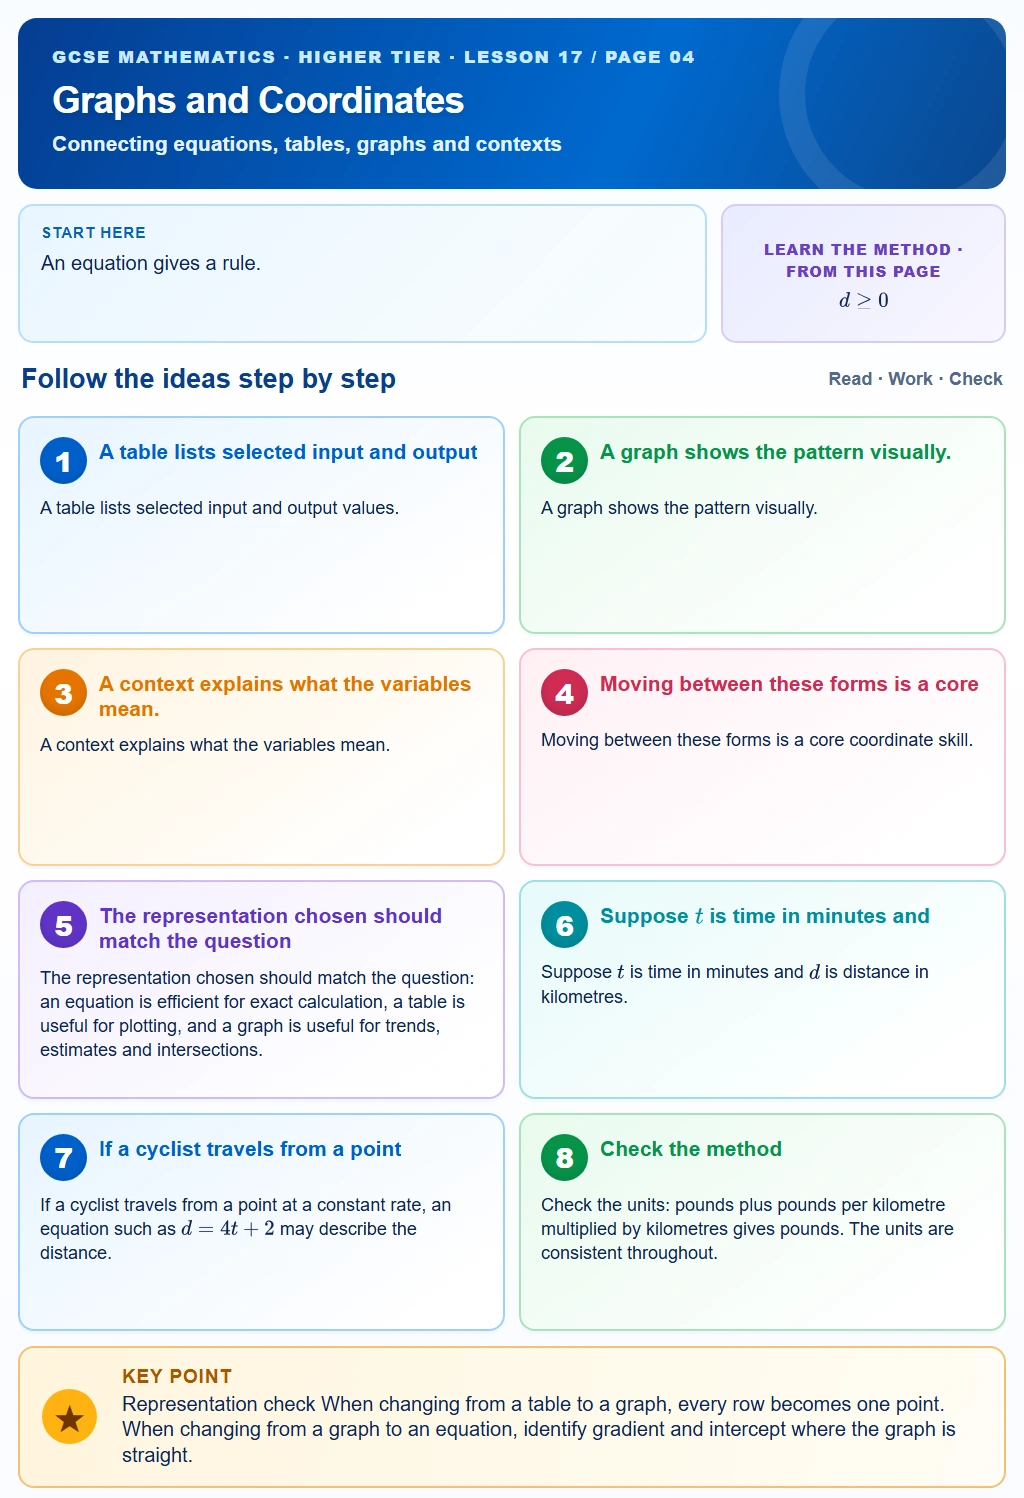 GCSE MATHEMATICS · HIGHER TIER · LESSON 17 / PAGE 04
Graphs and Coordinates
Connecting equations, tables, graphs and contexts
START HERE
An equation gives a rule.
LEARN THE METHOD ·
FROM THIS PAGE
d ≥ 0
Follow the ideas step by step
Read · Work · Check
1
A table lists selected input and output
A table lists selected input and output values.
2
A graph shows the pattern visually.
A graph shows the pattern visually.
3
A context explains what the variables
mean.
A context explains what the variables mean.
4
Moving between these forms is a core
Moving between these forms is a core coordinate skill.
5
The representation chosen should
match the question
The representation chosen should match the question:
an equation is efficient for exact calculation, a table is
useful for plotting, and a graph is useful for trends,
estimates and intersections.
6
Suppose t is time in minutes and
Suppose t is time in minutes and d is distance in
kilometres.
7
If a cyclist travels from a point
If a cyclist travels from a point at a constant rate, an
equation such as d = 4t + 2 may describe the
distance.
8
Check the method
Check the units: pounds plus pounds per kilometre
multiplied by kilometres gives pounds. The units are
consistent throughout.
KEY POINT
Representation check When changing from a table to a graph, every row becomes one point.
When changing from a graph to an equation, identify gradient and intercept where the graph is
straight.